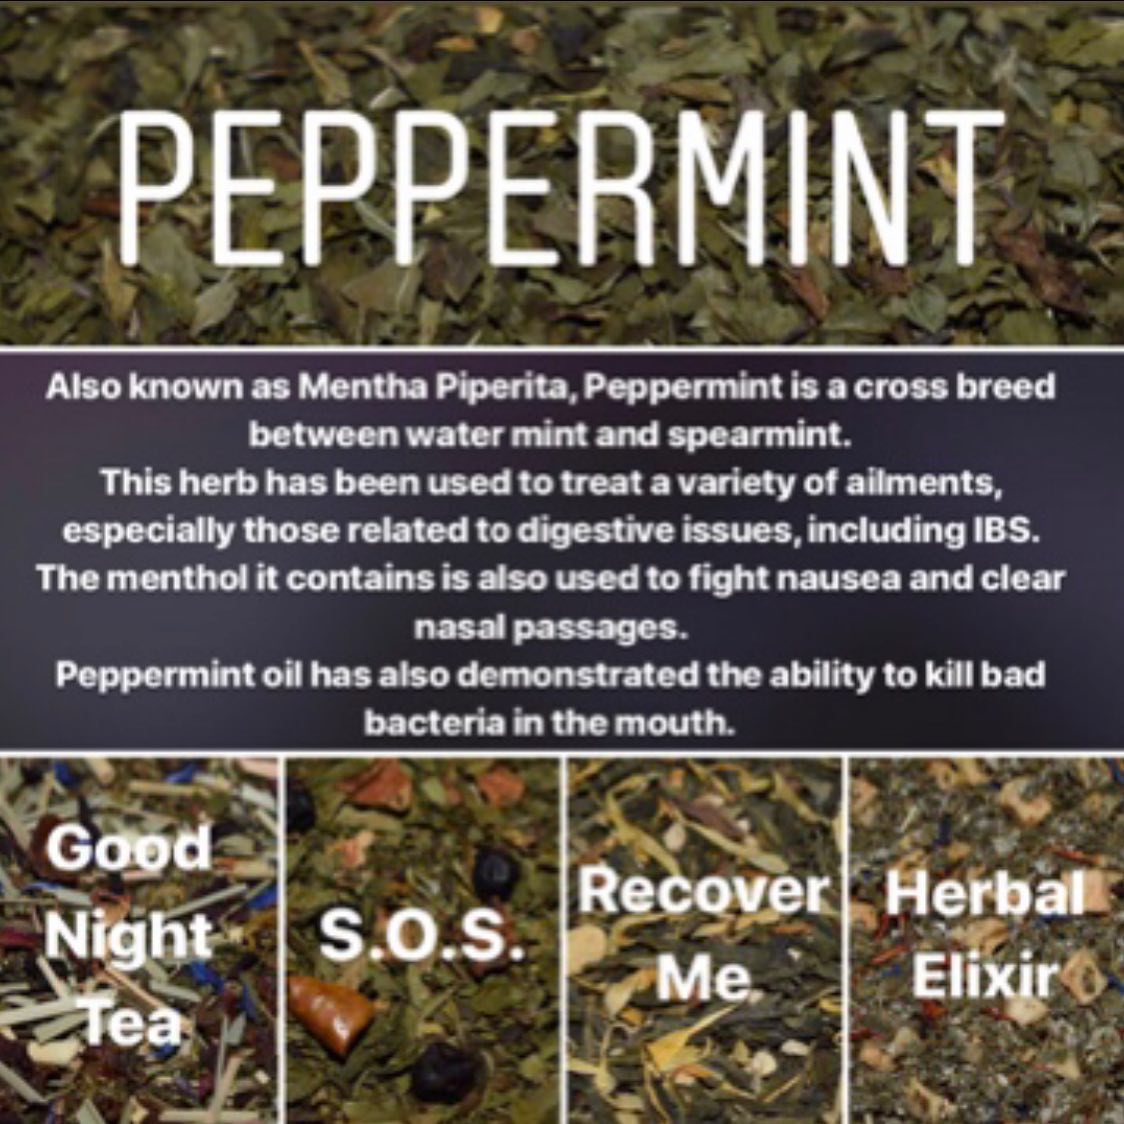 PEPPERMINT
Also known as Mentha Piperita, Peppermint is a cross breed
between water mint and spearmint.
This herb has been used to treat a variety of ailments,
especially those related to digestive issues, including IBS.
The menthol it contains is also used to fight nausea and clear
nasal passages.
Peppermint oil has also demonstrated the ability to kill bad
bacteria in the mouth.
Good
Night
Tea
S.O.S.
Recover
Me
Herbal
Elixir